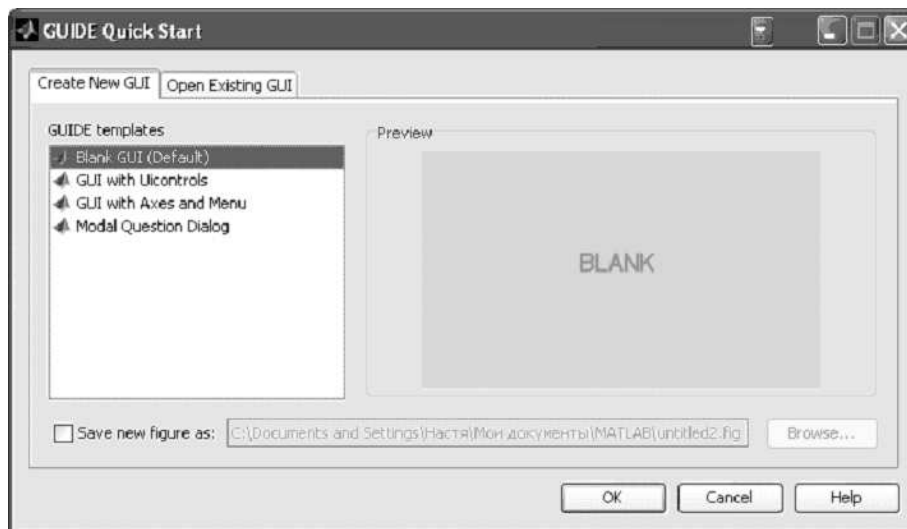 GUIDE Quick Start
Create New GUI Open Existing GUI
GUIDE templates
Preview
Blank GUI (Default)
GUI with Uicontrols
GUI with Axes and Menu
Modal Question Dialog
BLANK
Save new figure as: C:\Documents and Settings\Настя\Мои документы\MATLAB\untitled2.fig Browse...
OK Cancel Help